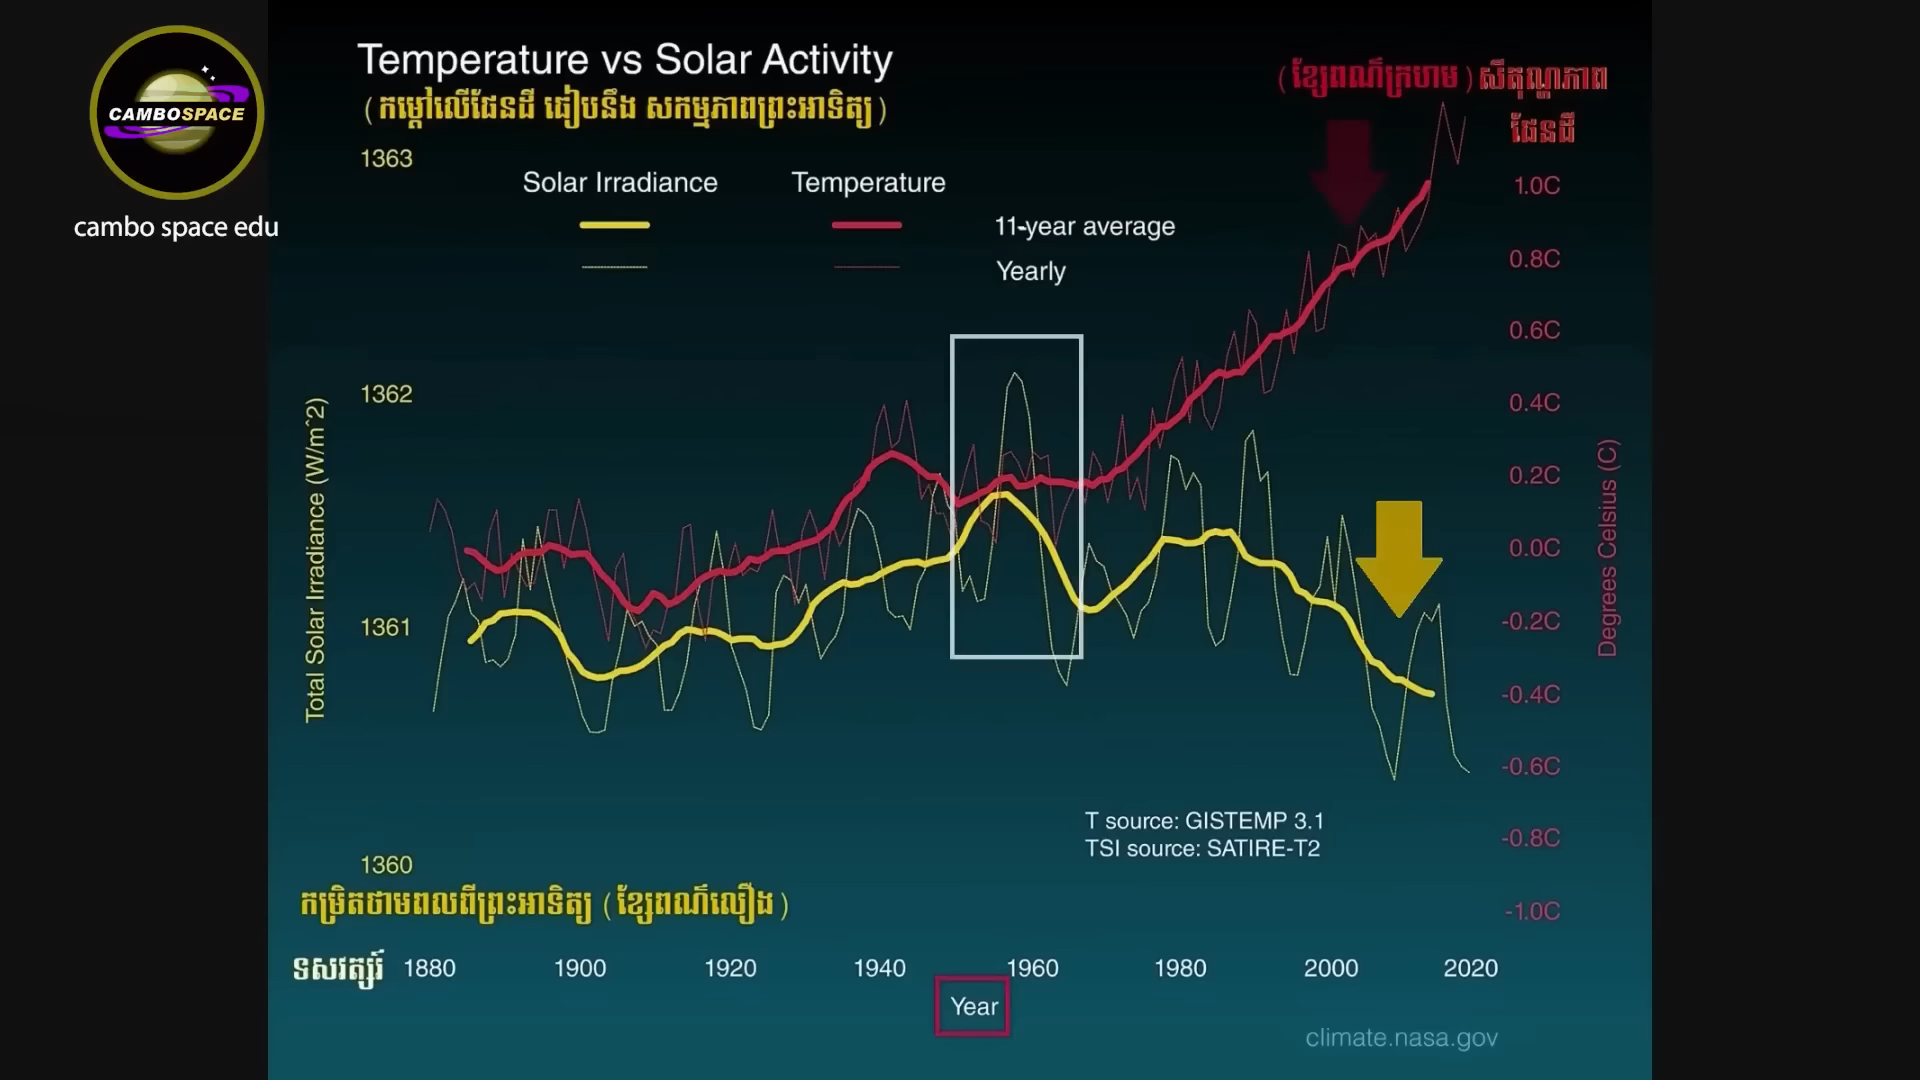 Temperature vs Solar Activity
( កម្ដៅលើផែនដី ធៀបនឹង សកម្មភាពព្រះអាទិត្យ )
( ខ្សែពណ៌ក្រហម ) សីតុណ្ហភាព
ផែនដី
CAMBOSPACE
cambo space edu
Solar Irradiance Temperature
11-year average
Yearly
1363
1362
1361
1360
Total Solar Irradiance (W/m^2)
1.0C
0.8C
0.6C
0.4C
0.2C
0.0C
-0.2C
-0.4C
-0.6C
-0.8C
-1.0C
Degrees Celsius (C)
T source: GISTEMP 3.1
TSI source: SATIRE-T2
កម្រិតថាមពលពីព្រះអាទិត្យ ( ខ្សែពណ៌លឿង )
ទសវត្សរ៍ 1880 1900 1920 1940 1960 1980 2000 2020
Year
climate.nasa.gov